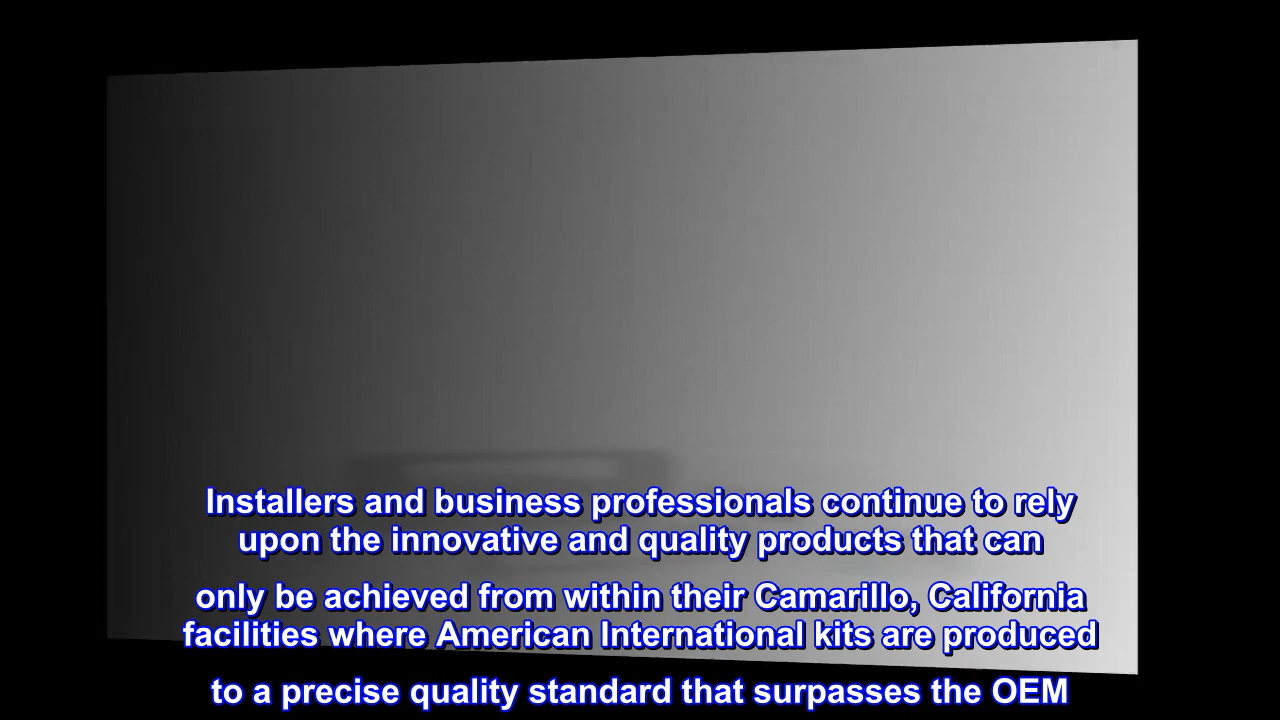 Installers and business professionals continue to rely
upon the innovative and quality products that can
only be achieved from within their Camarillo, California
facilities where American International kits are produced
to a precise quality standard that surpasses the OEM